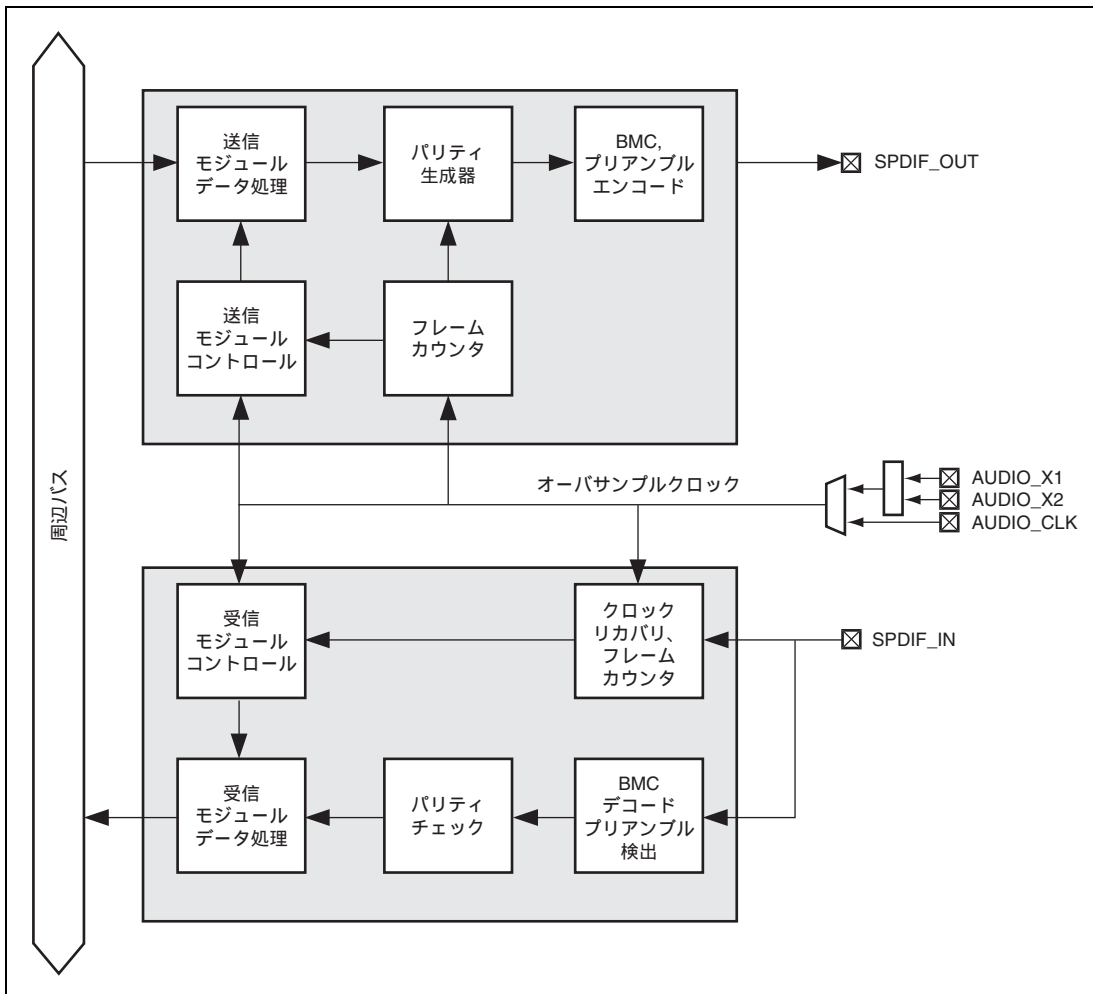 送信
モジュール
データ処理
パリティ
生成器
BMC,
プリアンブル
エンコード
SPDIF_OUT
送信
モジュール
コントロール
フレーム
カウンタ
周辺バス
オーバサンプルクロック
AUDIO_X1
AUDIO_X2
AUDIO_CLK
受信
モジュール
コントロール
クロック
リカバリ、
フレーム
カウンタ
SPDIF_IN
受信
モジュール
データ処理
パリティ
チェック
BMC
デコード
プリアンブル
検出